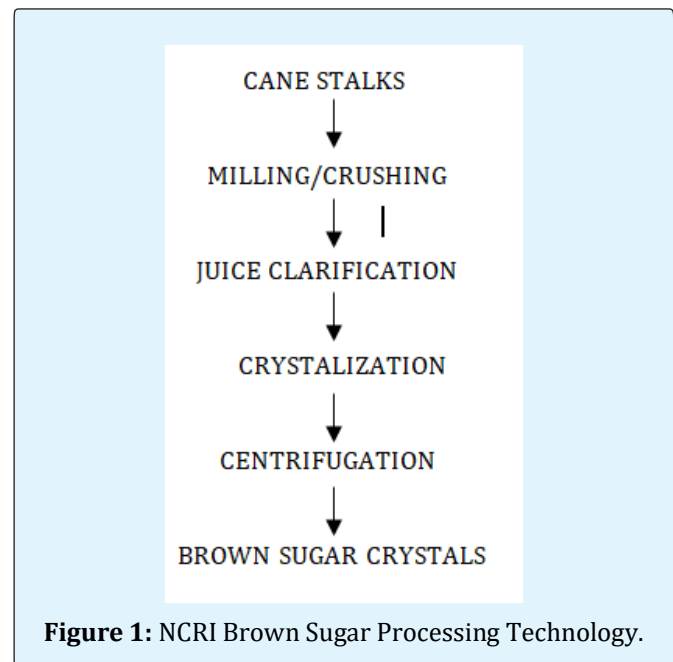 CANE STALKS
MILLING/CRUSHING
JUICE CLARIFICATION
CRYSTALIZATION
CENTRIFUGATION
BROWN SUGAR CRYSTALS
Figure 1: NCRI Brown Sugar Processing Technology.